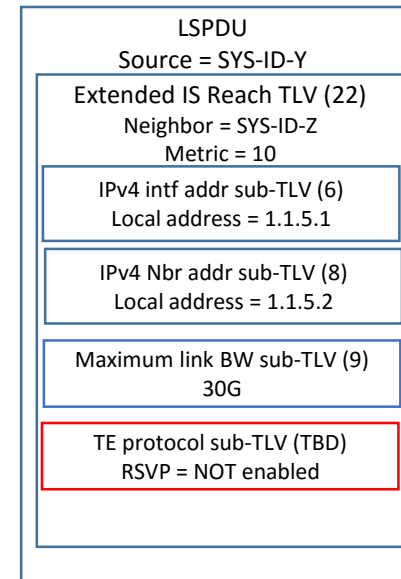 LSPDU
Source = SYS-ID-Y
Extended IS Reach TLV (22)
Neighbor = SYS-ID-Z
Metric = 10
IPv4 intf addr sub-TLV (6)
Local address = 1.1.5.1
IPv4 Nbr addr sub-TLV (8)
Local address = 1.1.5.2
Maximum link BW sub-TLV (9)
30G
TE protocol sub-TLV (TBD)
RSVP = NOT enabled